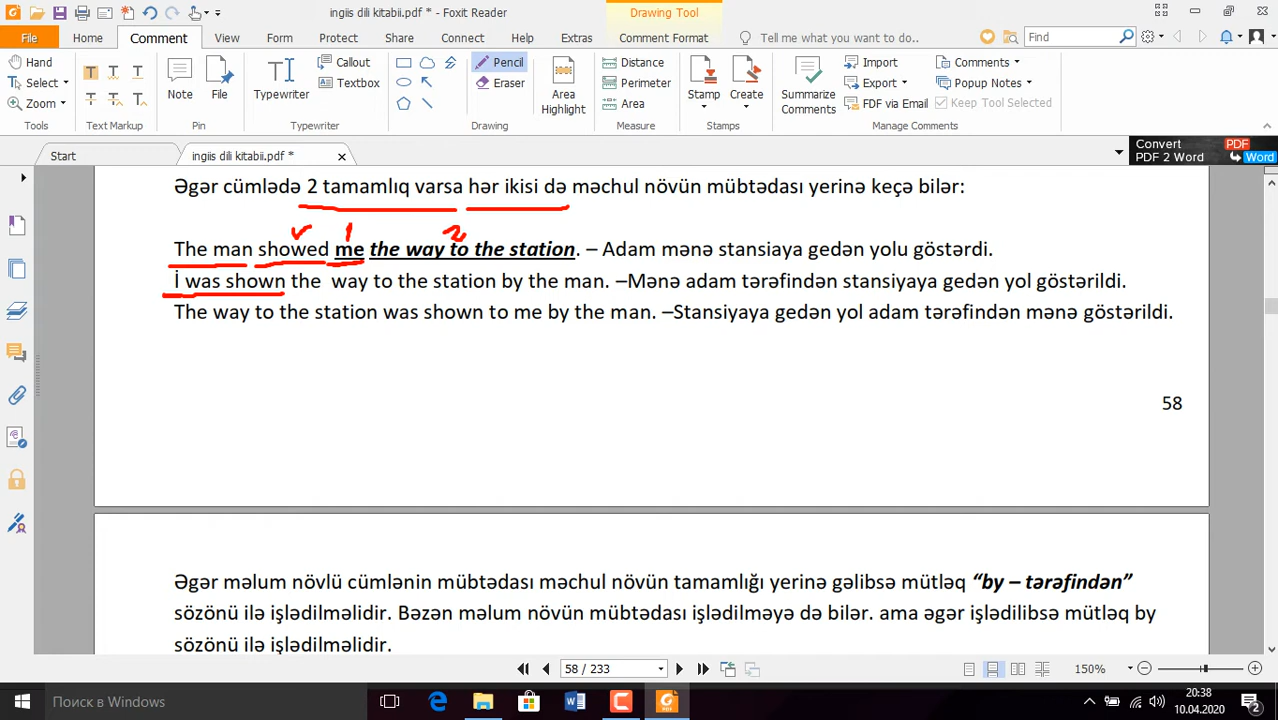 ingiis dili kitabii.pdf * - Foxit Reader
Drawing Tool
File Home Comment View Form Protect Share Connect Help Extras Comment Format Tell me what you want to do... Find
Hand
Select
Zoom
Tools
T T T
Text Markup
Note
File
Pin
Typewriter
Callout
Textbox
Typewriter
Pencil
Eraser
Drawing
Area
Highlight
Distance
Perimeter
Area
Measure
Stamp
Create
Stamps
Summarize
Comments
Import
Export
FDF via Email
Comments
Popup Notes
Keep Tool Selected
Manage Comments
Start
ingiis dili kitabii.pdf *
Convert PDF
PDF 2 Word Word
Əgər cümlədə 2 tamamlıq varsa hər ikisi də məchul növün mübtədası yerinə keçə bilər:
1 2
The man showed me the way to the station. – Adam mənə stansiaya gedən yolu göstərdi.
İ was shown the way to the station by the man. –Mənə adam tərəfindən stansiyaya gedən yol göstərildi.
The way to the station was shown to me by the man. –Stansiyaya gedən yol adam tərəfindən mənə göstərildi.
58
Əgər məlum növlü cümlənin mübtədası məchul növün tamamlığı yerinə gəlibsə mütləq “by – tərəfindən”
sözönü ilə işlədilməlidir. Bəzən məlum növün mübtədası işlədilməyə də bilər. ama əgər işlədilibsə mütləq by
sözönü ilə işlədilməlidir.
58 / 233
150%
Поиск в Windows
20:38
10.04.2020
2